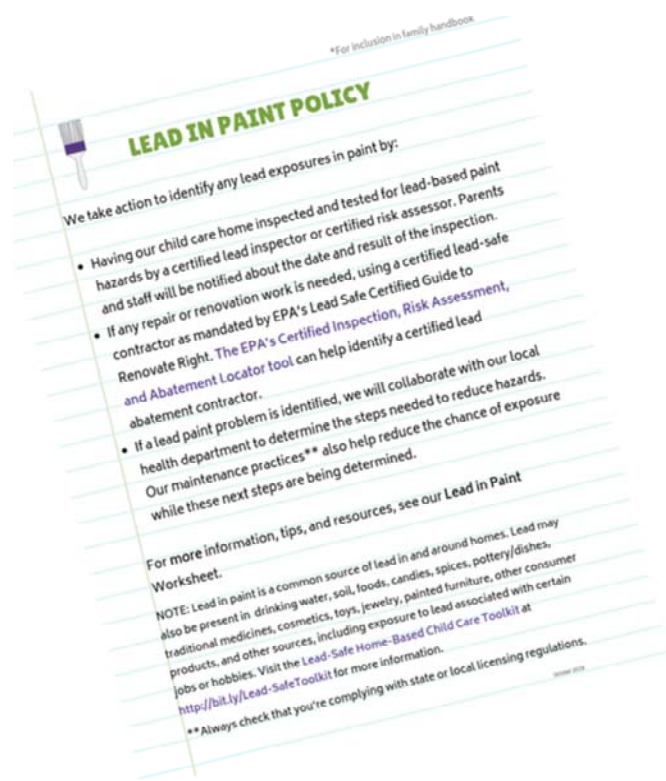 *For inclusion in family handbook
LEAD IN PAINT POLICY
We take action to identify any lead exposures in paint by:
• Having our child care home inspected and tested for lead-based paint
hazards by a certified lead inspector or certified risk assessor. Parents
and staff will be notified about the date and result of the inspection.
• If any repair or renovation work is needed, using a certified lead-safe
contractor as mandated by EPA's Lead Safe Certified Guide to
Renovate Right. The EPA's Certified Inspection, Risk Assessment,
and Abatement Locator tool can help identify a certified lead
abatement contractor.
• If a lead paint problem is identified, we will collaborate with our local
health department to determine the steps needed to reduce hazards.
Our maintenance practices** also help reduce the chance of exposure
while these next steps are being determined.
For more information, tips, and resources, see our Lead in Paint
Worksheet.
NOTE: Lead in paint is a common source of lead in and around homes. Lead may
also be present in drinking water, soil, foods, candies, spices, pottery/dishes,
traditional medicines, cosmetics, toys, jewelry, painted furniture, other consumer
products, and other sources, including exposure to lead associated with certain
jobs or hobbies. Visit the Lead-Safe Home-Based Child Care Toolkit at
http://bit.ly/Lead-SafeToolkit for more information.
**Always check that you're complying with state or local licensing regulations.